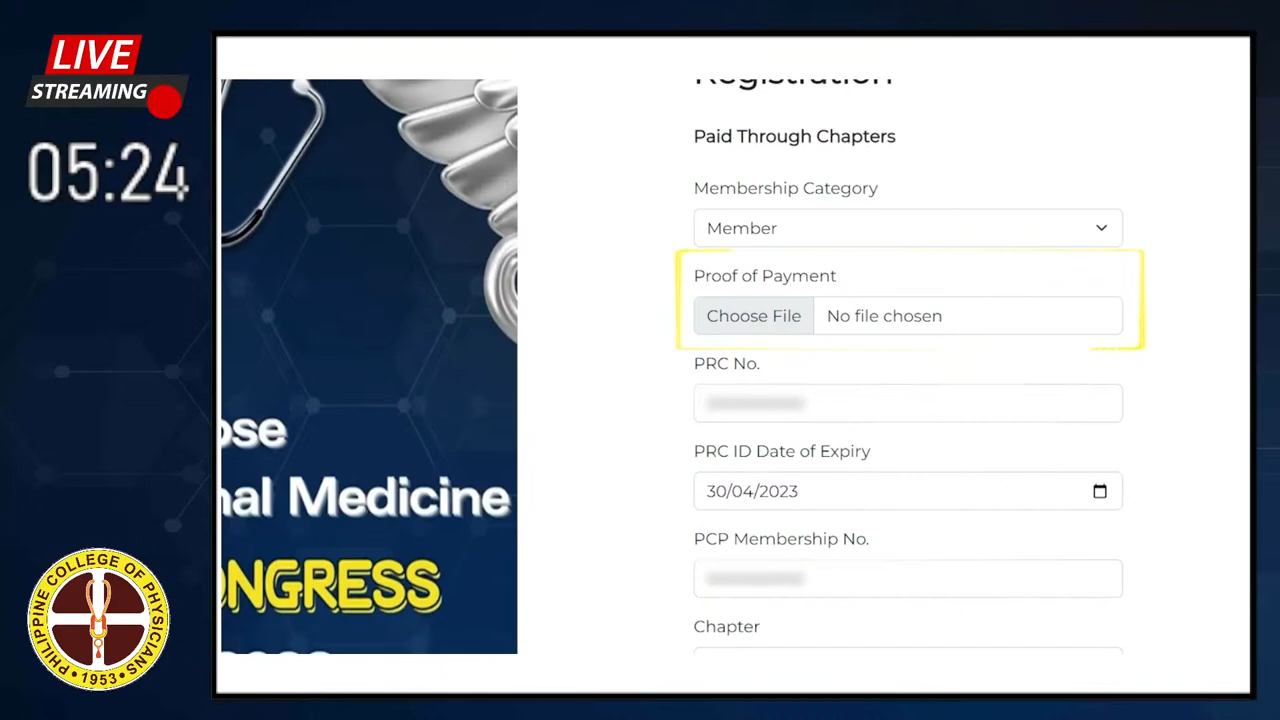 LIVE
STREAMING
05:24
PHILIPPINE COLLEGE OF PHYSICIANS
1953
ose
nal Medicine
ONGRESS
Registration
Paid Through Chapters
Membership Category
Member
Proof of Payment
Choose File
No file chosen
PRC No.
PRC ID Date of Expiry
30/04/2023
PCP Membership No.
Chapter